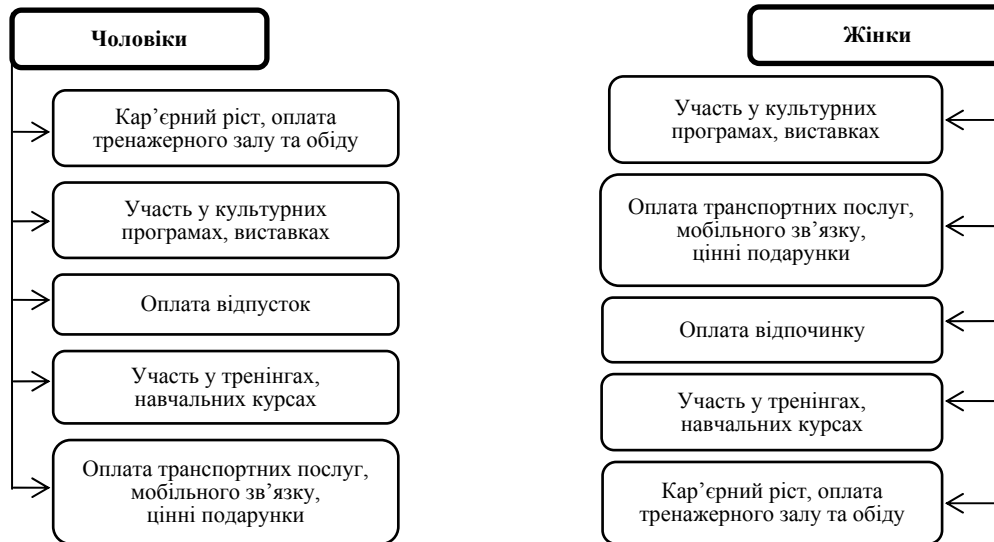 Чоловіки
Кар’єрний ріст, оплата
тренажерного залу та обіду
Участь у культурних
програмах, виставках
Оплата відпусток
Участь у тренінгах,
навчальних курсах
Оплата транспортних послуг,
мобільного зв’язку,
цінні подарунки
Жінки
Участь у культурних
програмах, виставках
Оплата транспортних послуг,
мобільного зв’язку,
цінні подарунки
Оплата відпочинку
Участь у тренінгах,
навчальних курсах
Кар’єрний ріст, оплата
тренажерного залу та обіду